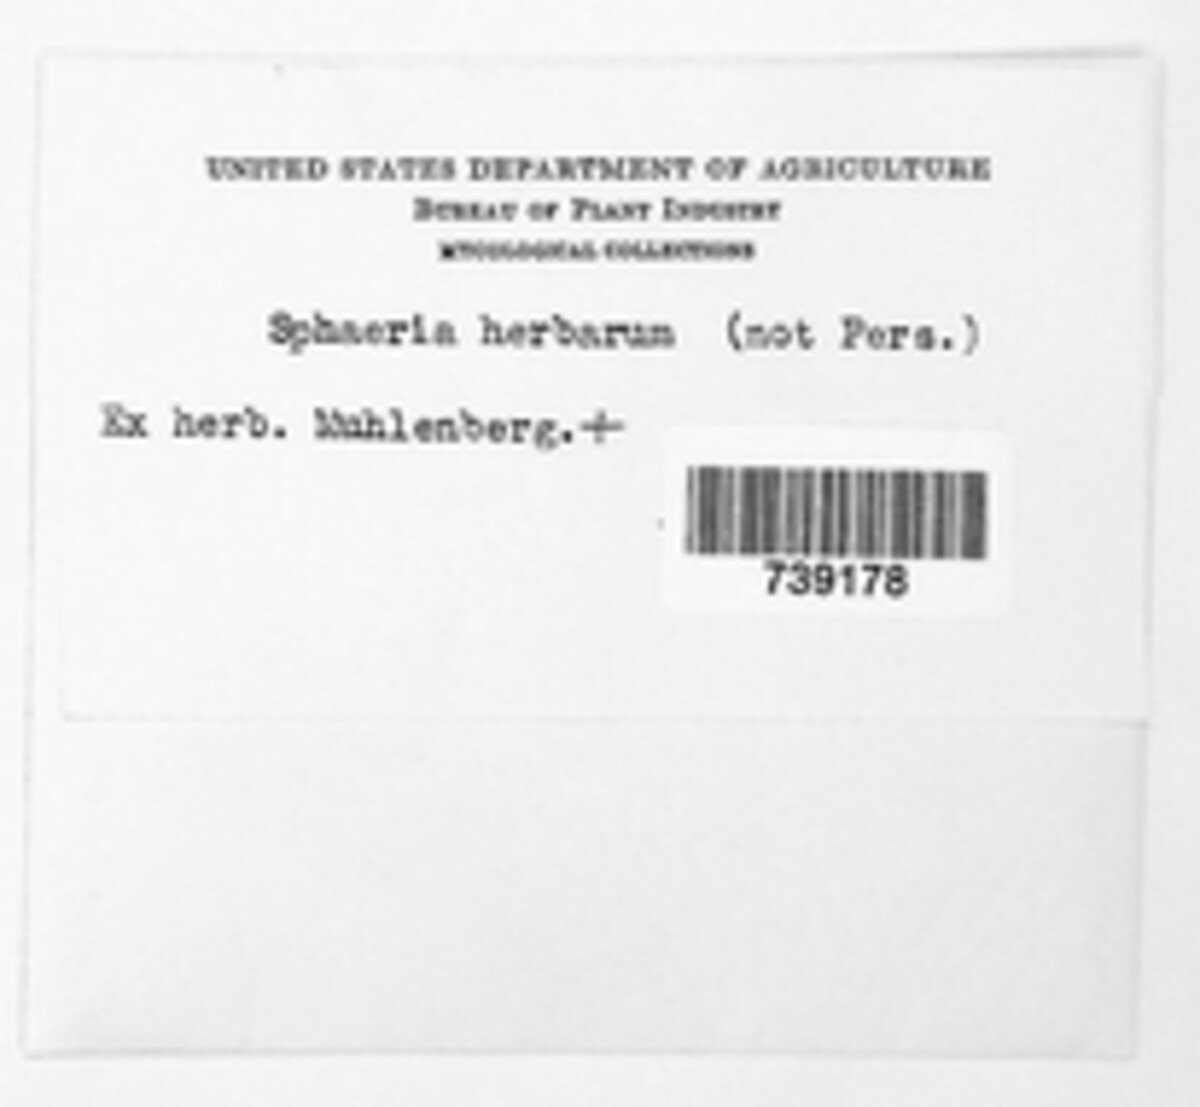 UNITED STATES DEPARTMENT OF AGRICULTURE
BUREAU OF PLANT INDUSTRY
MYCOLOGICAL COLLECTIONS
Sphaeria herbarum (not Pers.)
Ex herb. Muhlenberg.+
739178